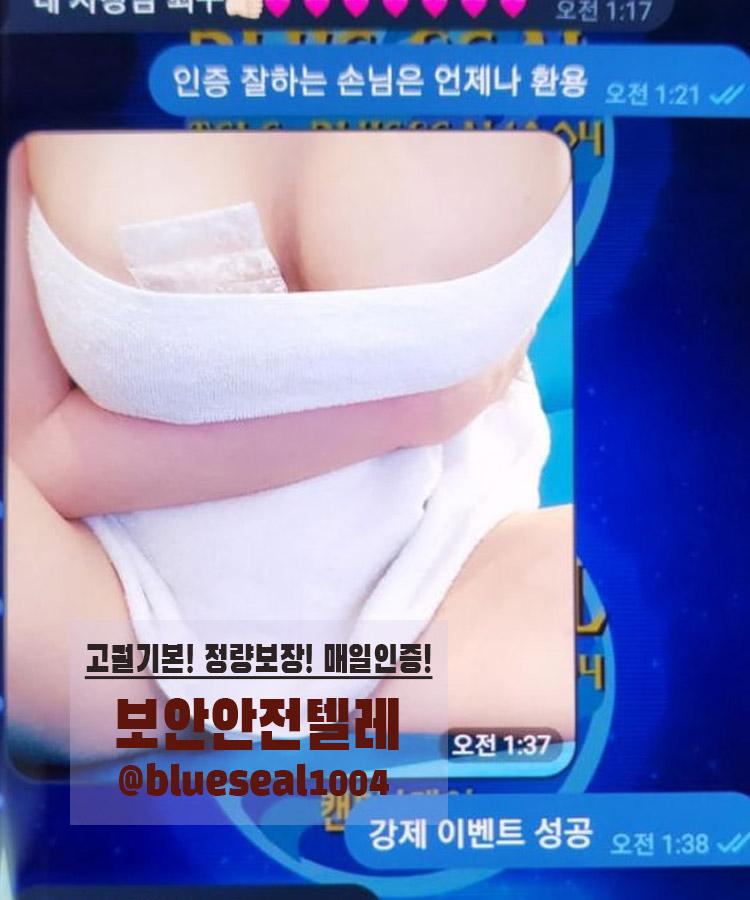 오전 1:17
인증 잘하는 손님은 언제나 환용 오전 1:21
고퀄기본! 정량보장! 매일인증!
보안안전텔레
@blueseal1004
오전 1:37
강제 이벤트 성공 오전 1:38